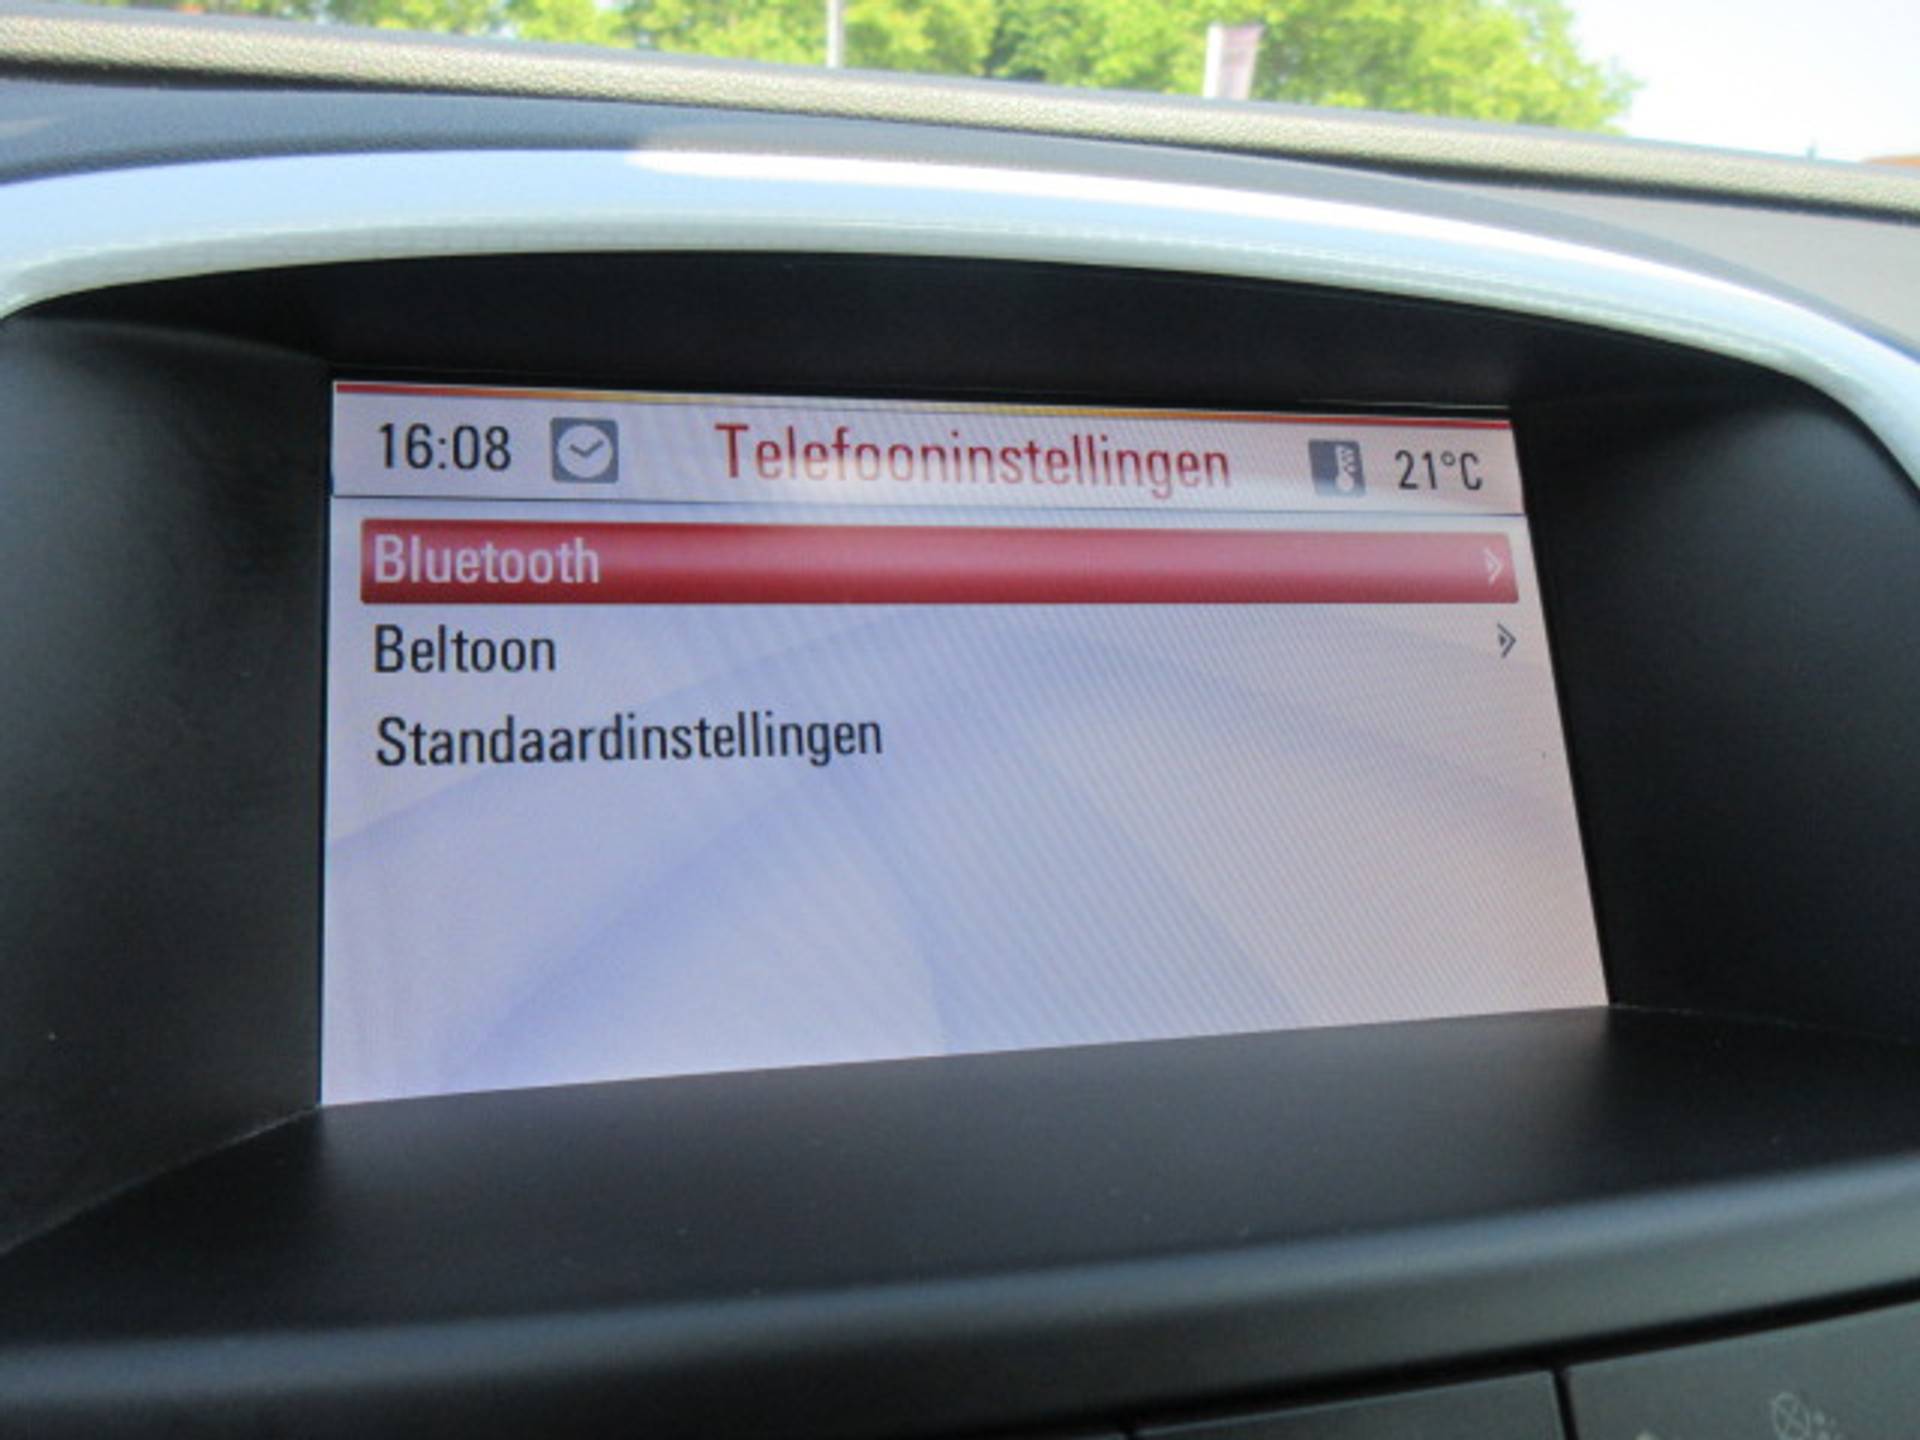 16:08 Telefooninstellingen 21°C
Bluetooth
Beltoon
Standaardinstellingen